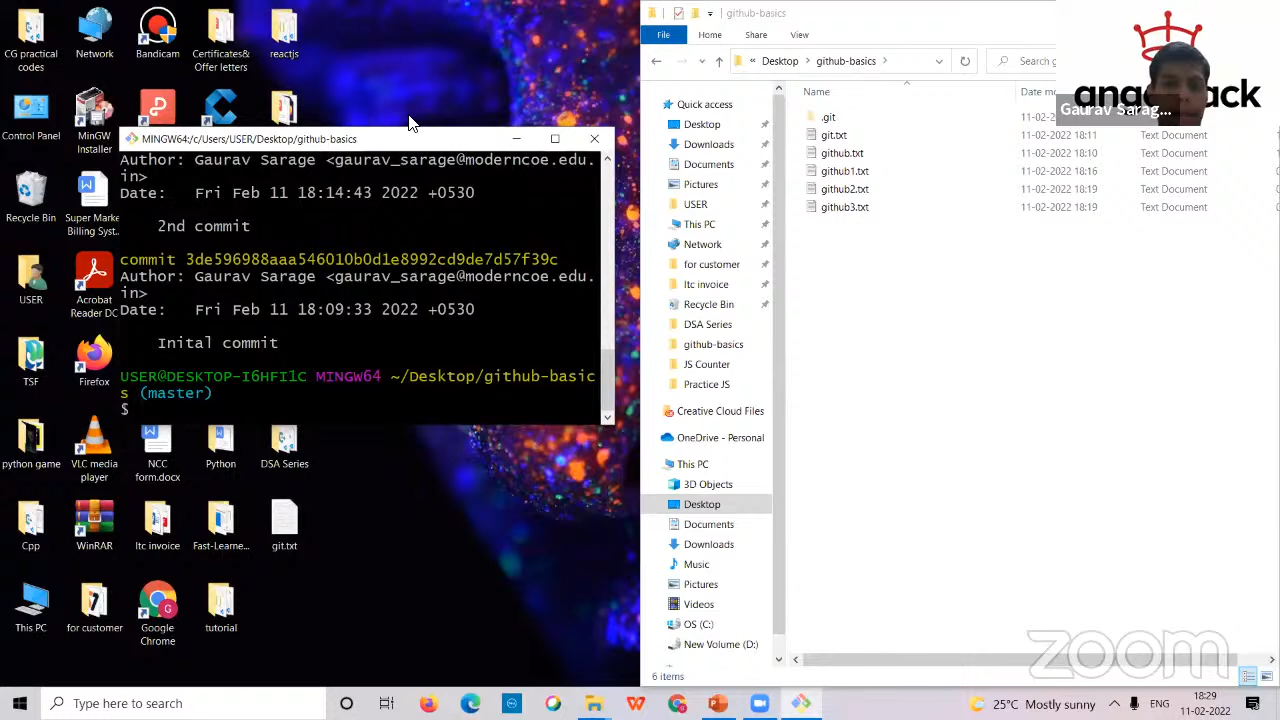 CG practical
codes
Network
Bandicam
Certificates&
Offer letters
reactjs
Control Panel
MinGW
Installer
Recycle Bin
Super Marke
Billing Syst...
USER
Acrobat
Reader DC
TSF
Firefox
python game
VLC media
player
NCC
form.docx
Python
DSA Series
Cpp
WinRAR
ltc invoice
Fast-Learne...
git.txt
This PC
for customer
Google
Chrome
tutorial
MINGW64:/c/Users/USER/Desktop/github-basics
Author: Gaurav Sarage <gaurav_sarage@moderncoe.edu.
in>
Date:   Fri Feb 11 18:14:43 2022 +0530
2nd commit
commit 3de596988aaa546010b0d1e8992cd9de7d57f39c
Author: Gaurav Sarage <gaurav_sarage@moderncoe.edu.
in>
Date:   Fri Feb 11 18:09:33 2022 +0530
Inital commit
USER@DESKTOP-I6HFI1C MINGW64 ~/Desktop/github-basic
s (master)
$
github-basics
File Home Share View
« Desktop > github-basics > Search g
Name Date mo
.git 11-02-2022
git.txt 11-02-2022 18:11 Text Document
github.txt 11-02-2022 18:10 Text Document
github1.txt 11-02-2022 18:16 Text Document
github2.txt 11-02-2022 18:19 Text Document
github3.txt 11-02-2022 18:19 Text Document
Quick access
Desktop
Downloads
Documents
Pictures
USER
This PC
Network
for customer
ltc invoice
Recycle Bin
DSA Series
github-basics
JS Counter
Practice JS
Creative Cloud Files
OneDrive - Personal
This PC
3D Objects
Desktop
Documents
Downloads
Music
Pictures
Videos
OS (C:)
New Volume (D:)
6 items
Gaurav Sarag...
zoom
Type here to search
25°C Mostly sunny
ENG
18:29
11-02-2022